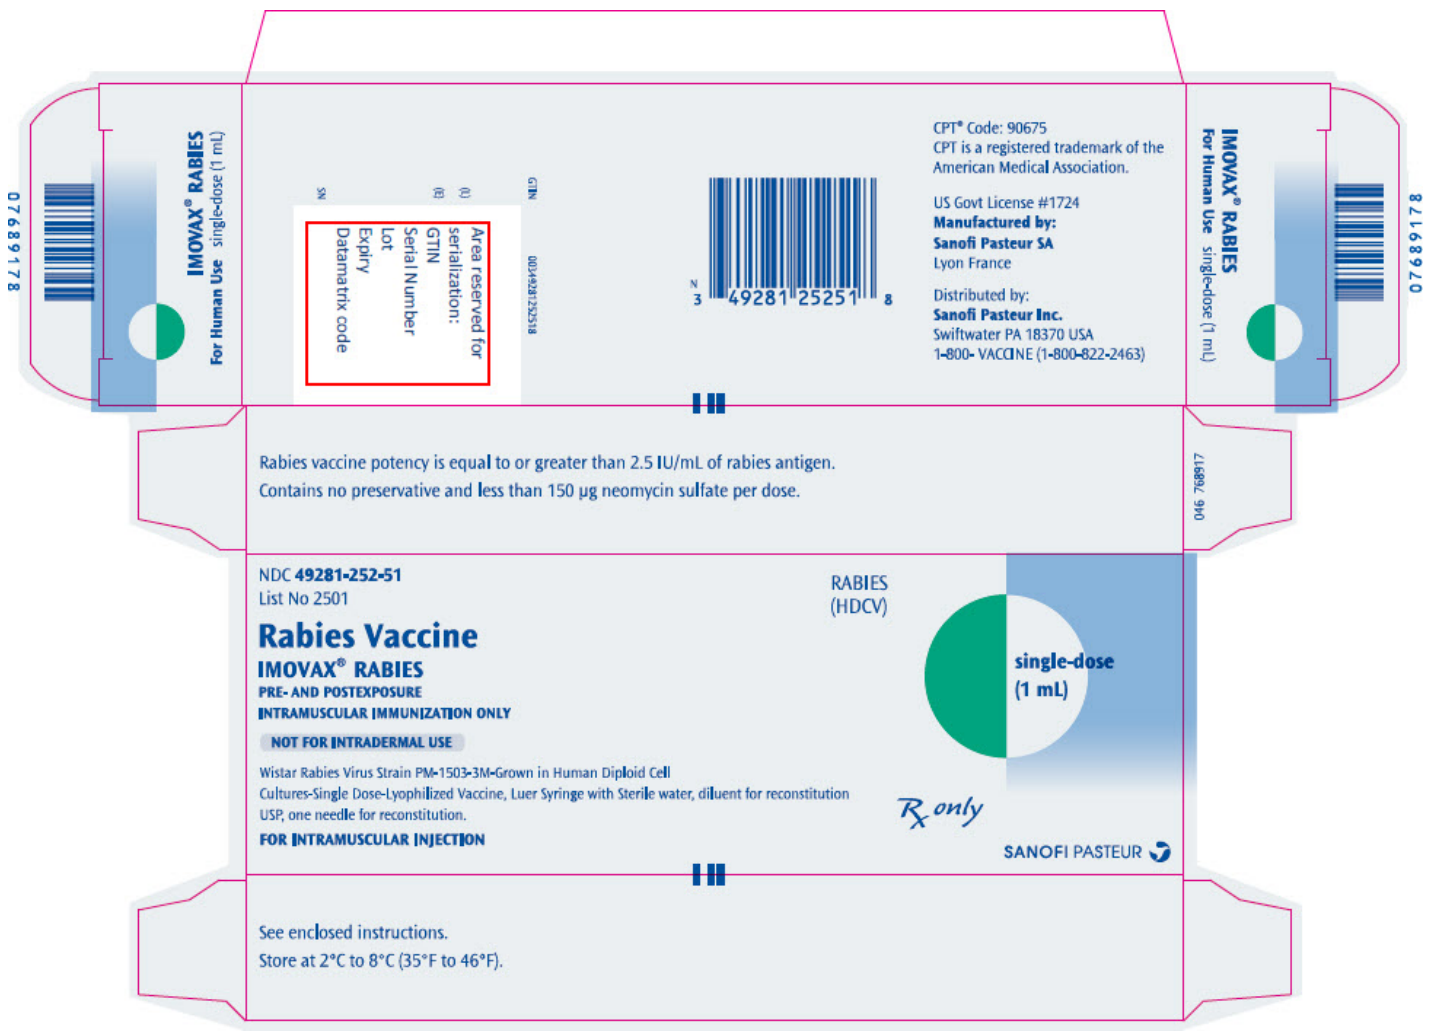 07689178
IMOVAX® RABIES
For Human Use single-dose (1 mL)
SN
(E)
(L)
GTIN 00349281252518
Area reserved for
serialization:
GTIN
Serial Number
Lot
Expiry
Datamatrix code
N
3 49281 25251 8
CPT® Code: 90675
CPT is a registered trademark of the
American Medical Association.
US Govt License #1724
Manufactured by:
Sanofi Pasteur SA
Lyon France
Distributed by:
Sanofi Pasteur Inc.
Swiftwater PA 18370 USA
1-800- VACCINE (1-800-822-2463)
IMOVAX® RABIES
For Human Use single-dose (1 mL)
07689178
Rabies vaccine potency is equal to or greater than 2.5 IU/mL of rabies antigen.
Contains no preservative and less than 150 µg neomycin sulfate per dose.
046 768917
NDC 49281-252-51
List No 2501
Rabies Vaccine
IMOVAX® RABIES
PRE- AND POSTEXPOSURE
INTRAMUSCULAR IMMUNIZATION ONLY
NOT FOR INTRADERMAL USE
Wistar Rabies Virus Strain PM-1503-3M-Grown in Human Diploid Cell
Cultures-Single Dose-Lyophilized Vaccine, Luer Syringe with Sterile water, diluent for reconstitution
USP, one needle for reconstitution.
FOR INTRAMUSCULAR INJECTION
RABIES
(HDCV)
single-dose
(1 mL)
Rx only
SANOFI PASTEUR
See enclosed instructions.
Store at 2°C to 8°C (35°F to 46°F).